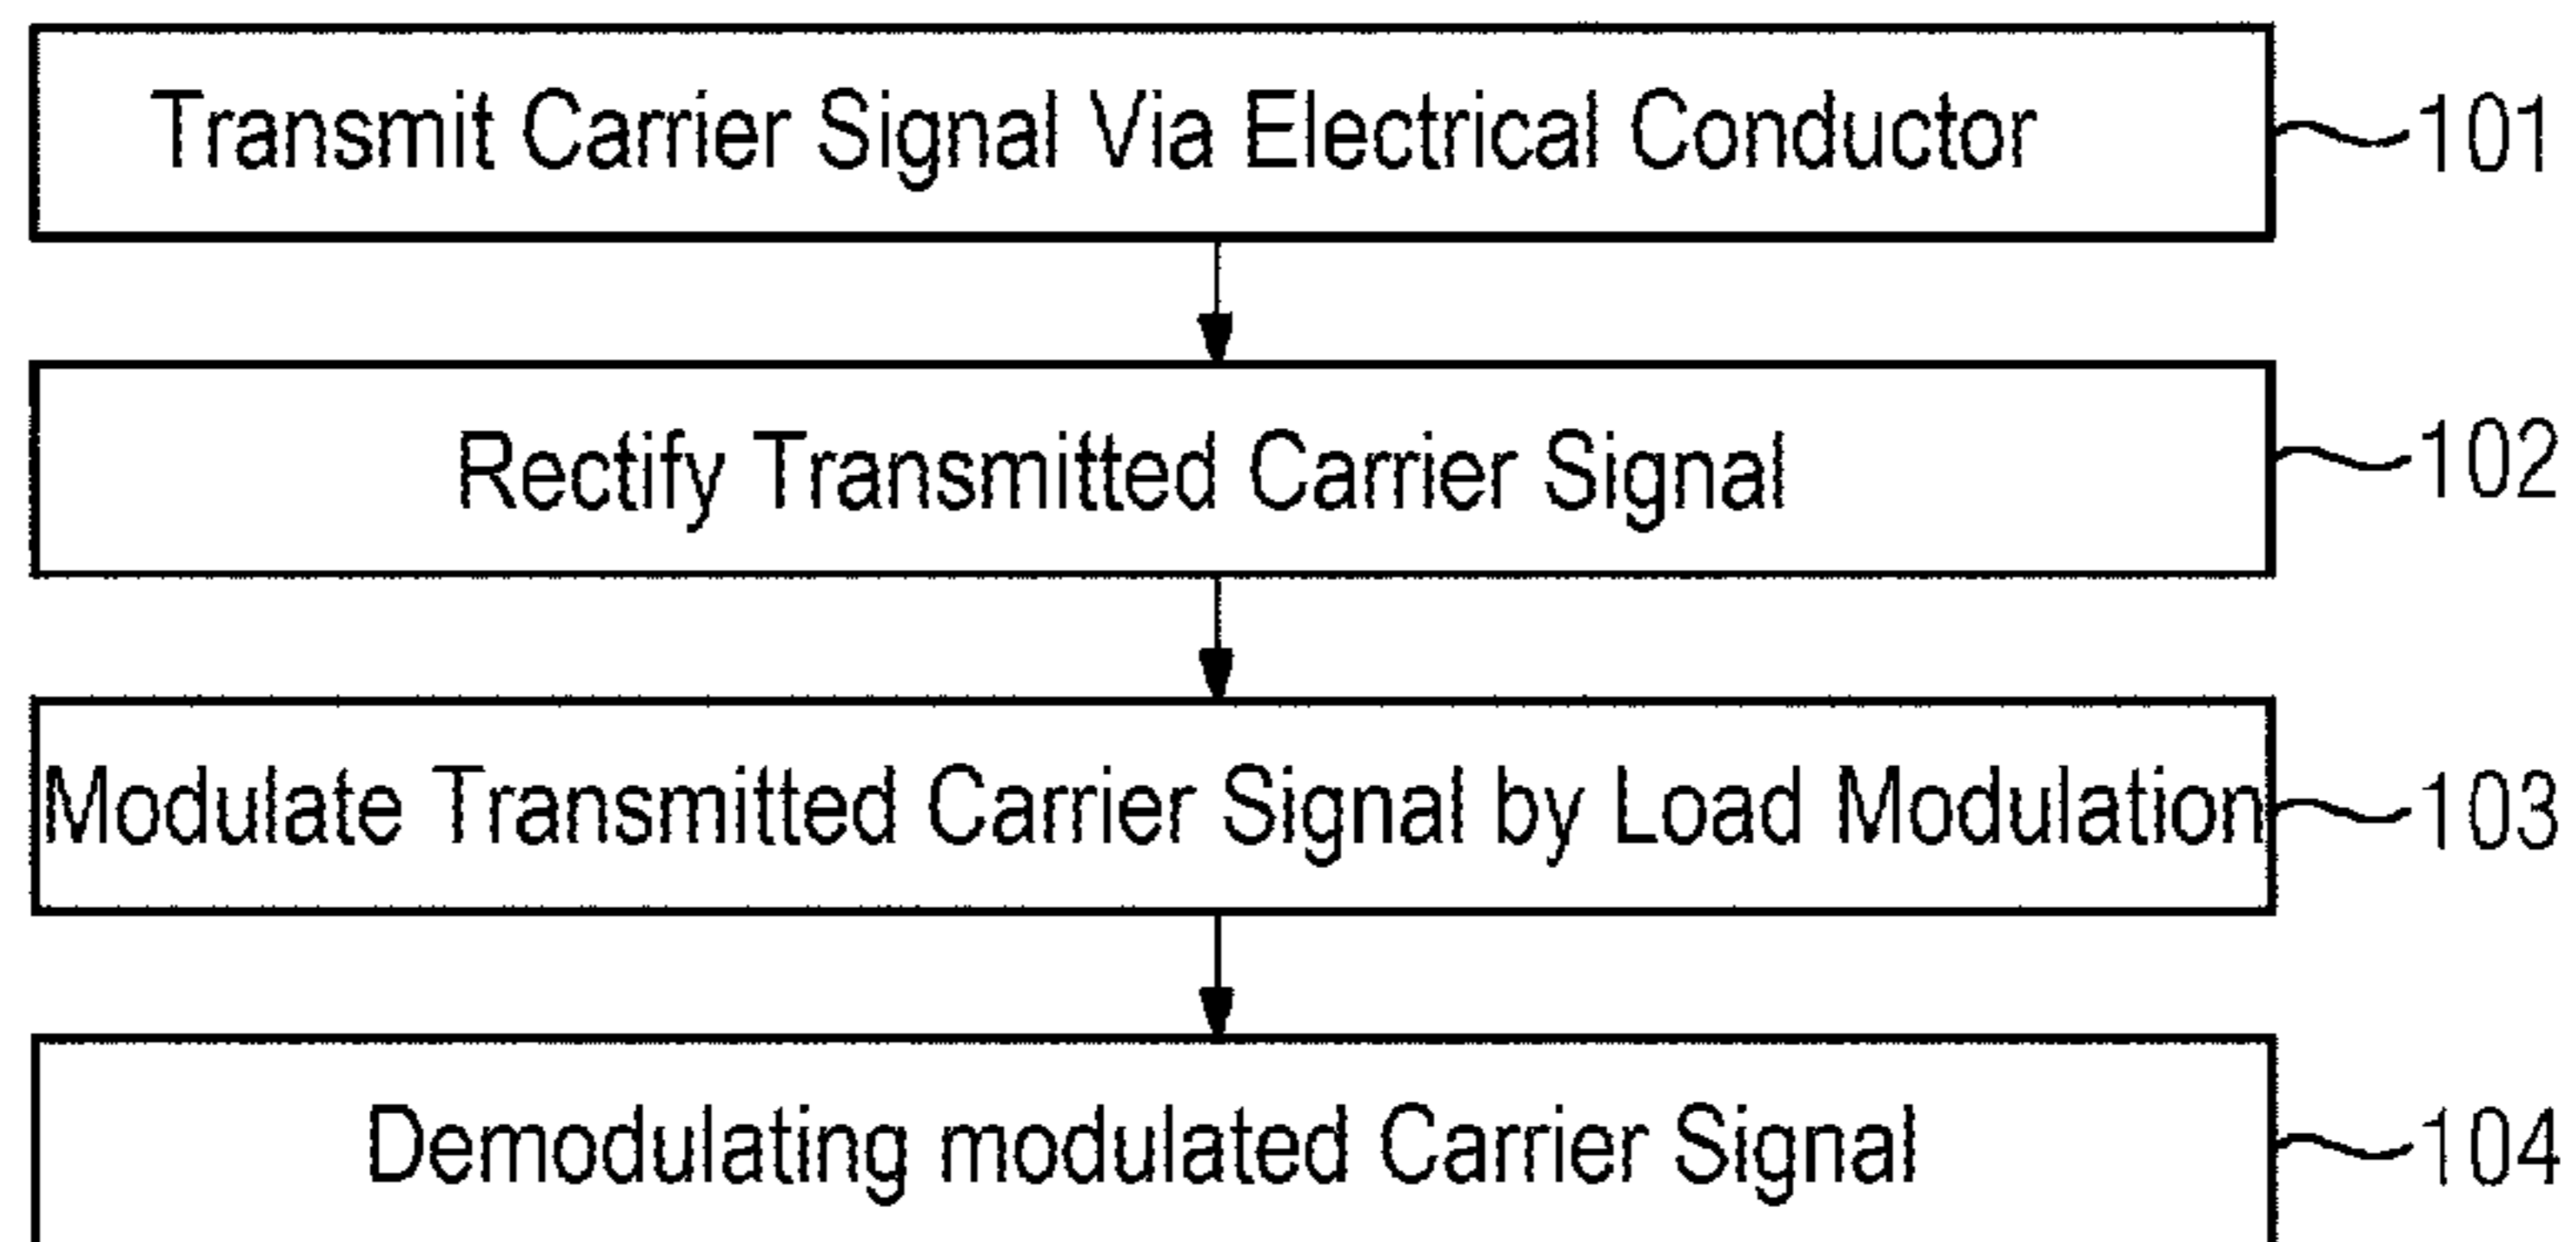 Transmit Carrier Signal Via Electrical Conductor 101
Rectify Transmitted Carrier Signal 102
Modulate Transmitted Carrier Signal by Load Modulation 103
Demodulating modulated Carrier Signal 104